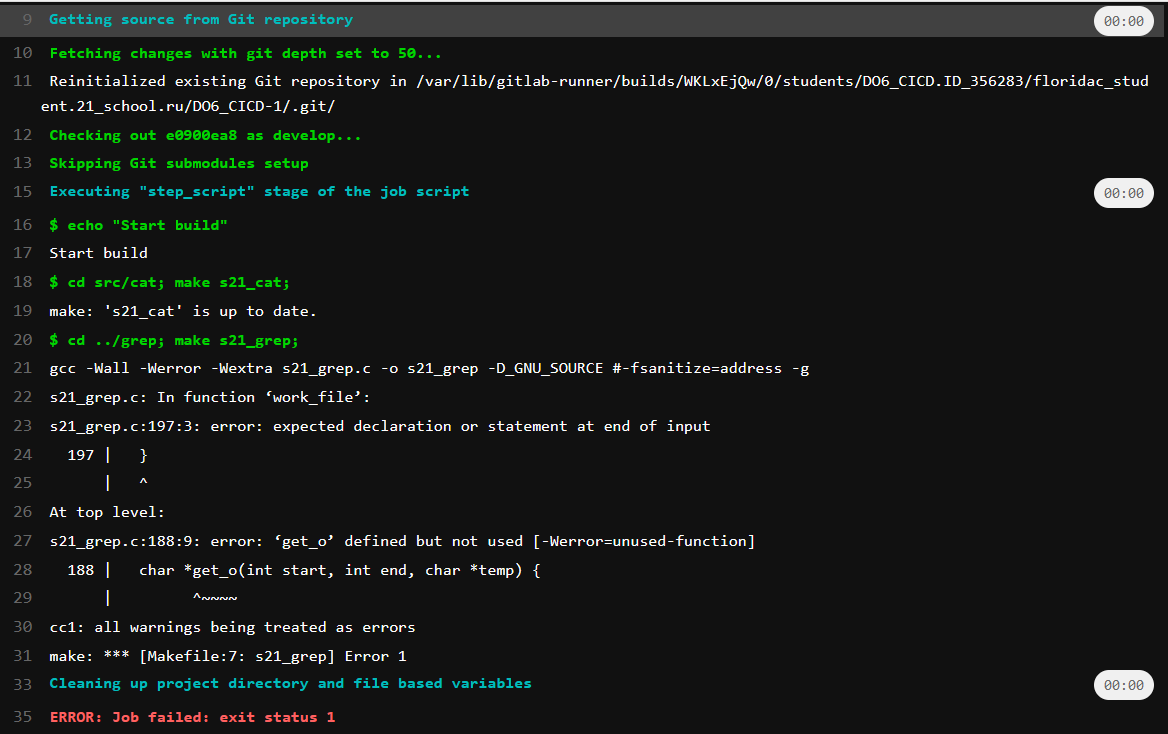 9 Getting source from Git repository 00:00
10 Fetching changes with git depth set to 50...
11 Reinitialized existing Git repository in /var/lib/gitlab-runner/builds/WKLxEjQw/0/students/DO6_CICD.ID_356283/floridac_stud
ent.21_school.ru/DO6_CICD-1/.git/
12 Checking out e0900ea8 as develop...
13 Skipping Git submodules setup
15 Executing "step_script" stage of the job script 00:00
16 $ echo "Start build"
17 Start build
18 $ cd src/cat; make s21_cat;
19 make: 's21_cat' is up to date.
20 $ cd ../grep; make s21_grep;
21 gcc -Wall -Werror -Wextra s21_grep.c -o s21_grep -D_GNU_SOURCE #-fsanitize=address -g
22 s21_grep.c: In function ‘work_file’:
23 s21_grep.c:197:3: error: expected declaration or statement at end of input
24   197 |   }
25       |   ^
26 At top level:
27 s21_grep.c:188:9: error: ‘get_o’ defined but not used [-Werror=unused-function]
28   188 |   char *get_o(int start, int end, char *temp) {
29       |         ^~~~~
30 cc1: all warnings being treated as errors
31 make: *** [Makefile:7: s21_grep] Error 1
33 Cleaning up project directory and file based variables 00:00
35 ERROR: Job failed: exit status 1